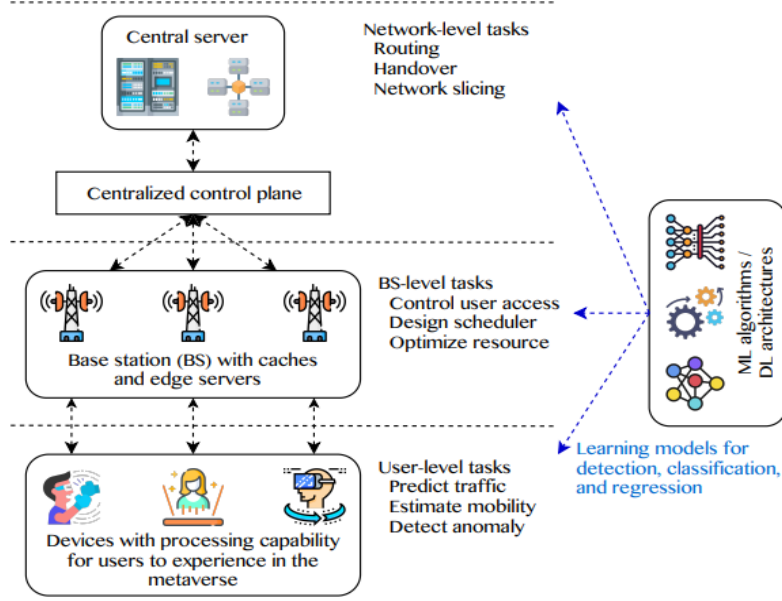 Central server
Network-level tasks
Routing
Handover
Network slicing
Centralized control plane
BS-level tasks
Control user access
Design scheduler
Optimize resource
Base station (BS) with caches
and edge servers
ML algorithms /
DL architectures
Learning models for
detection, classification,
and regression
User-level tasks
Predict traffic
Estimate mobility
Detect anomaly
Devices with processing capability
for users to experience in the
metaverse